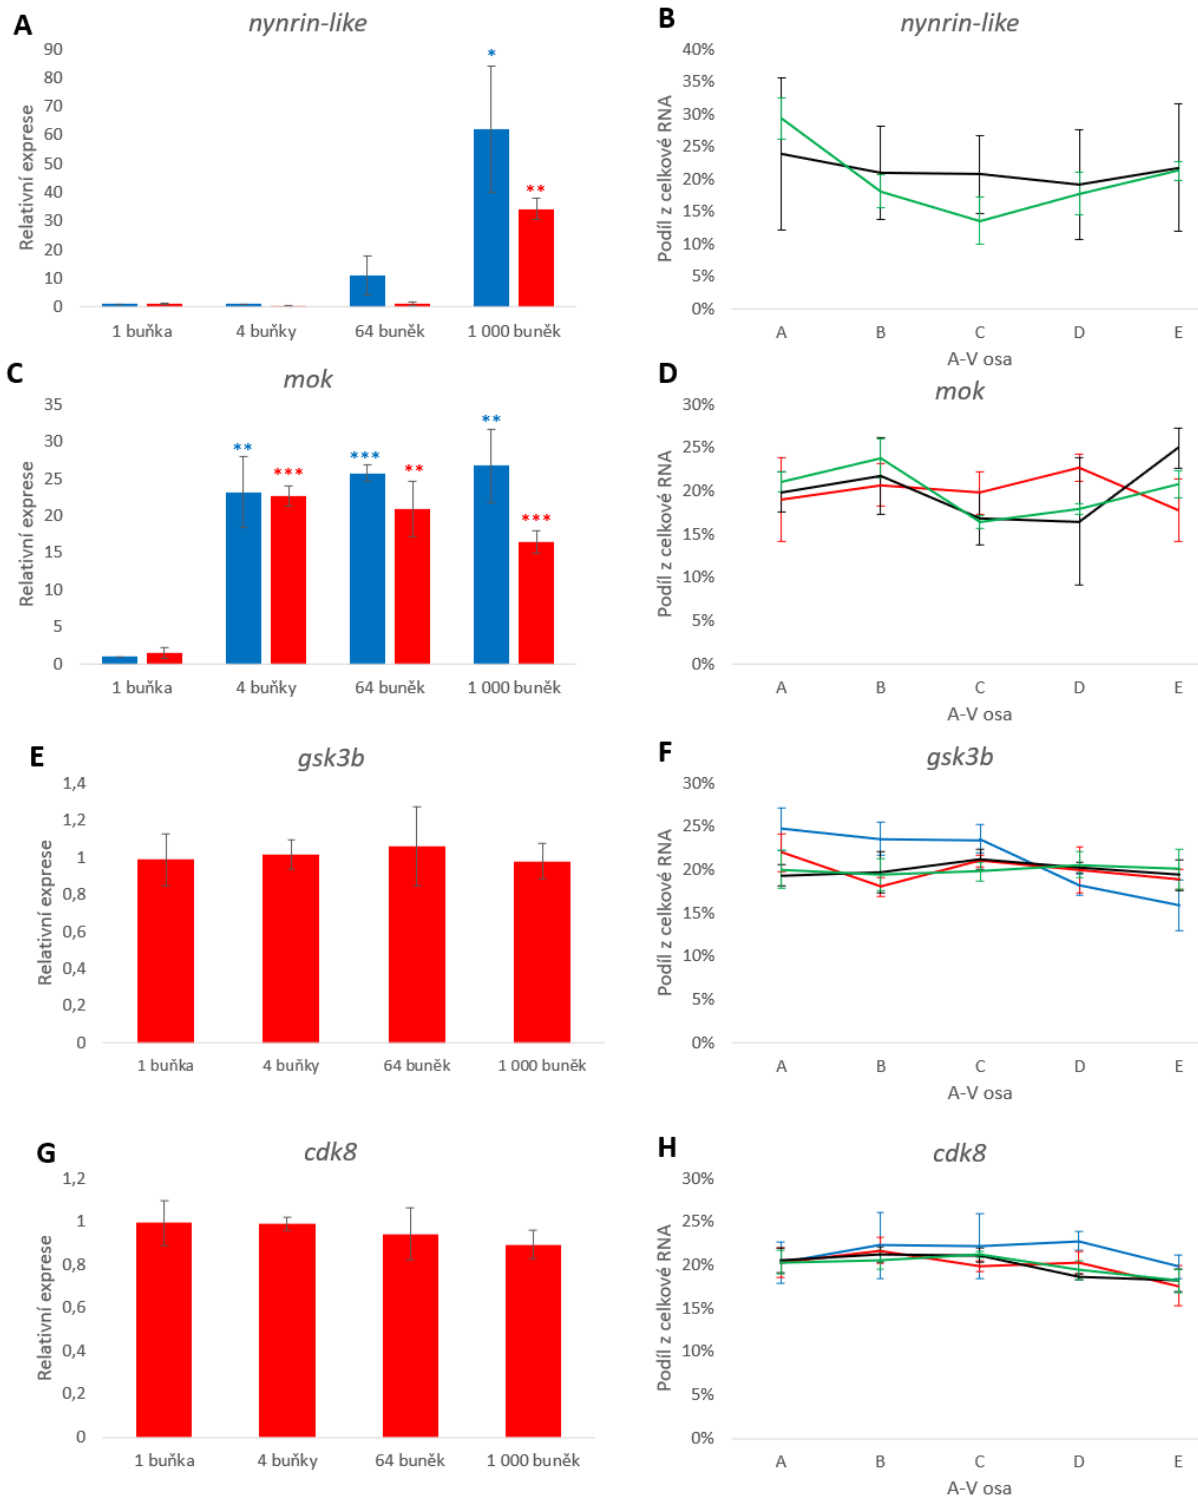 A
nynrin-like
90
80
70
60
50
40
30
20
10
0
Relativní exprese
*
**
1 buňka
4 buňky
64 buněk
1 000 buněk
B
nynrin-like
40%
35%
30%
25%
20%
15%
10%
5%
0%
Podíl z celkové RNA
A
B
C
D
E
A-V osa
C
mok
35
30
25
20
15
10
5
0
Relativní exprese
**
***
***
**
**
***
1 buňka
4 buňky
64 buněk
1 000 buněk
D
mok
30%
25%
20%
15%
10%
5%
0%
Podíl z celkové RNA
A
B
C
D
E
A-V osa
E
gsk3b
1,4
1,2
1
0,8
0,6
0,4
0,2
0
Relativní exprese
1 buňka
4 buňky
64 buněk
1 000 buněk
F
gsk3b
30%
25%
20%
15%
10%
5%
0%
Podíl z celkové RNA
A
B
C
D
E
A-V osa
G
cdk8
1,2
1
0,8
0,6
0,4
0,2
0
Relativní exprese
1 buňka
4 buňky
64 buněk
1 000 buněk
H
cdk8
30%
25%
20%
15%
10%
5%
0%
Podíl z celkové RNA
A
B
C
D
E
A-V osa